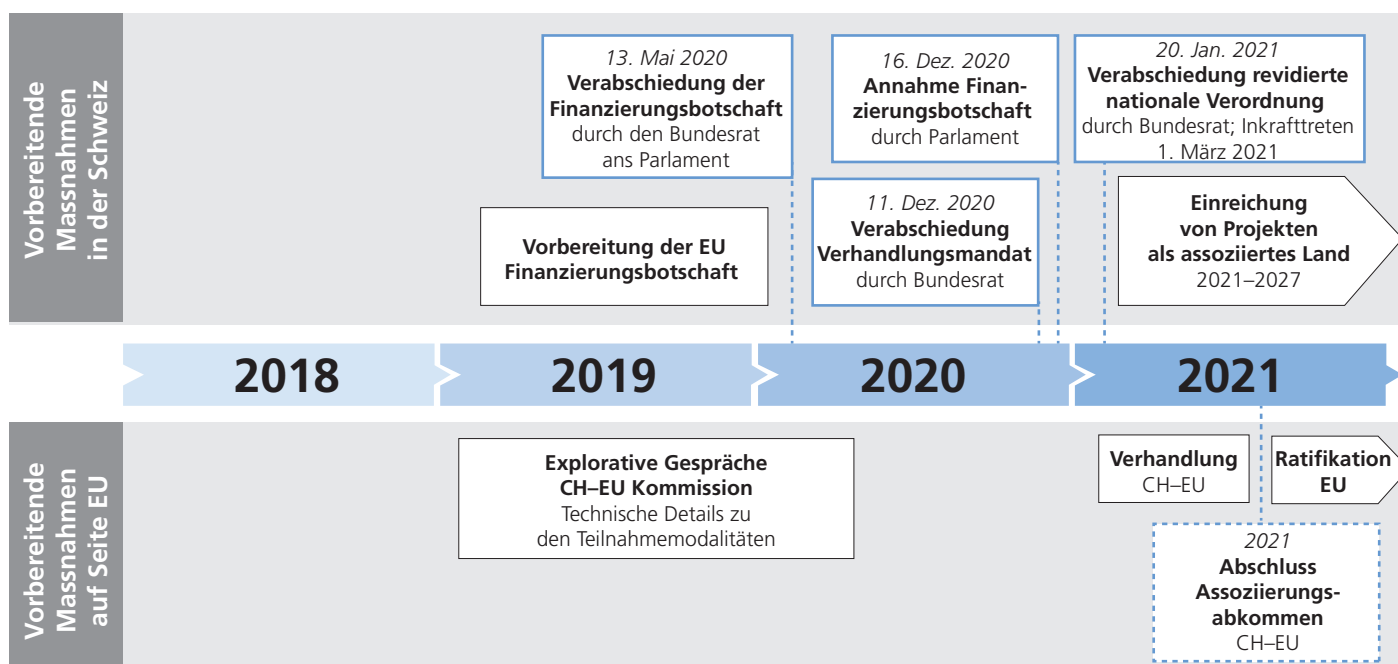 Vorbereitende
Massnahmen
in der Schweiz
13. Mai 2020
Verabschiedung der
Finanzierungsbotschaft
durch den Bundesrat
ans Parlament
16. Dez. 2020
Annahme Finan-
zierungsbotschaft
durch Parlament
20. Jan. 2021
Verabschiedung revidierte
nationale Verordnung
durch Bundesrat; Inkrafttreten
1. März 2021
Vorbereitung der EU
Finanzierungsbotschaft
11. Dez. 2020
Verabschiedung
Verhandlungsmandat
durch Bundesrat
Einreichung
von Projekten
als assoziiertes Land
2021–2027
2018
2019
2020
2021
Vorbereitende
Massnahmen
auf Seite EU
Explorative Gespräche
CH–EU Kommission
Technische Details zu
den Teilnahmemodalitäten
Verhandlung
CH–EU
Ratifikation
EU
2021
Abschluss
Assoziierungs-
abkommen
CH–EU